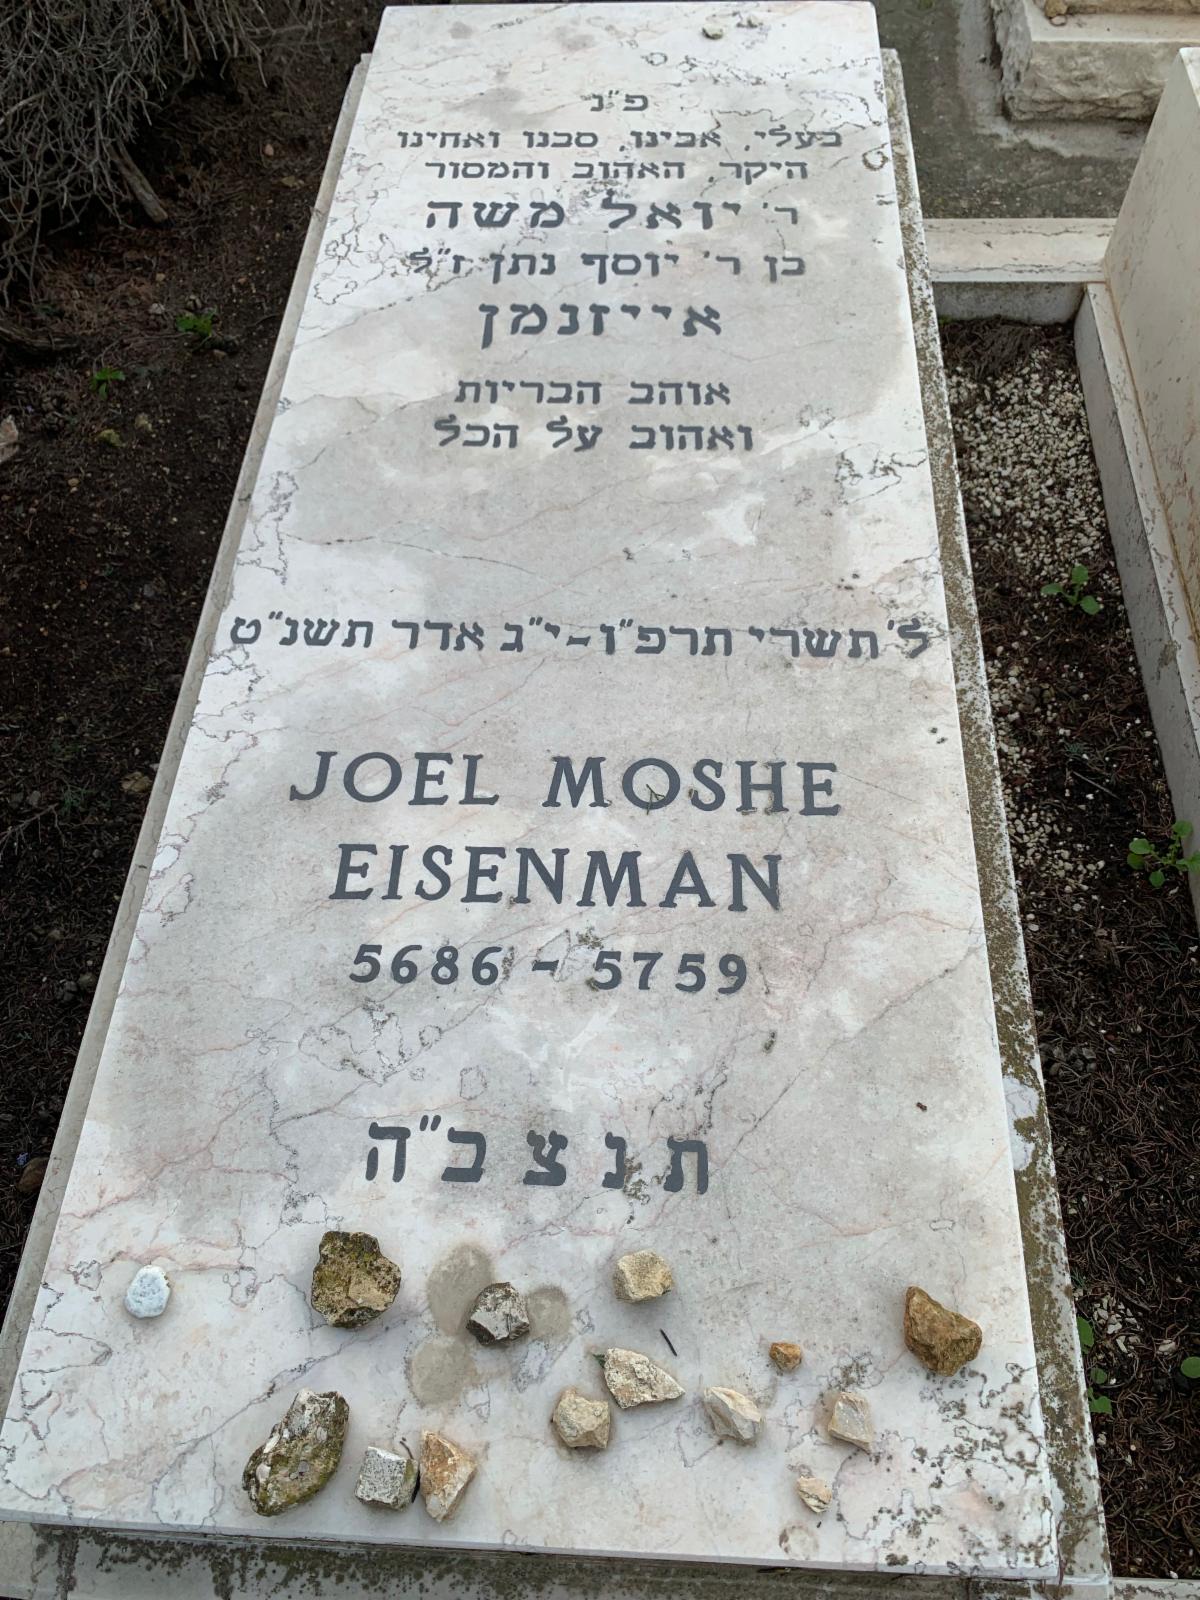 פ"נ
בעלי, אבינו, סבנו ואחינו
היקר, האהוב והמסור
ר' יואל משה
בן ר' יוסף נתן ז"ל
אייזנמן
אוהב הבריות
ואהוב על הכל
ל' תשרי תרפ"ו - י"ג אדר תשנ"ט
JOEL MOSHE
EISENMAN
5686 - 5759
ת נ צ ב"ה